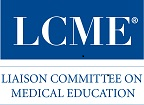 LCME®
LIAISON COMMITTEE ON
MEDICAL EDUCATION